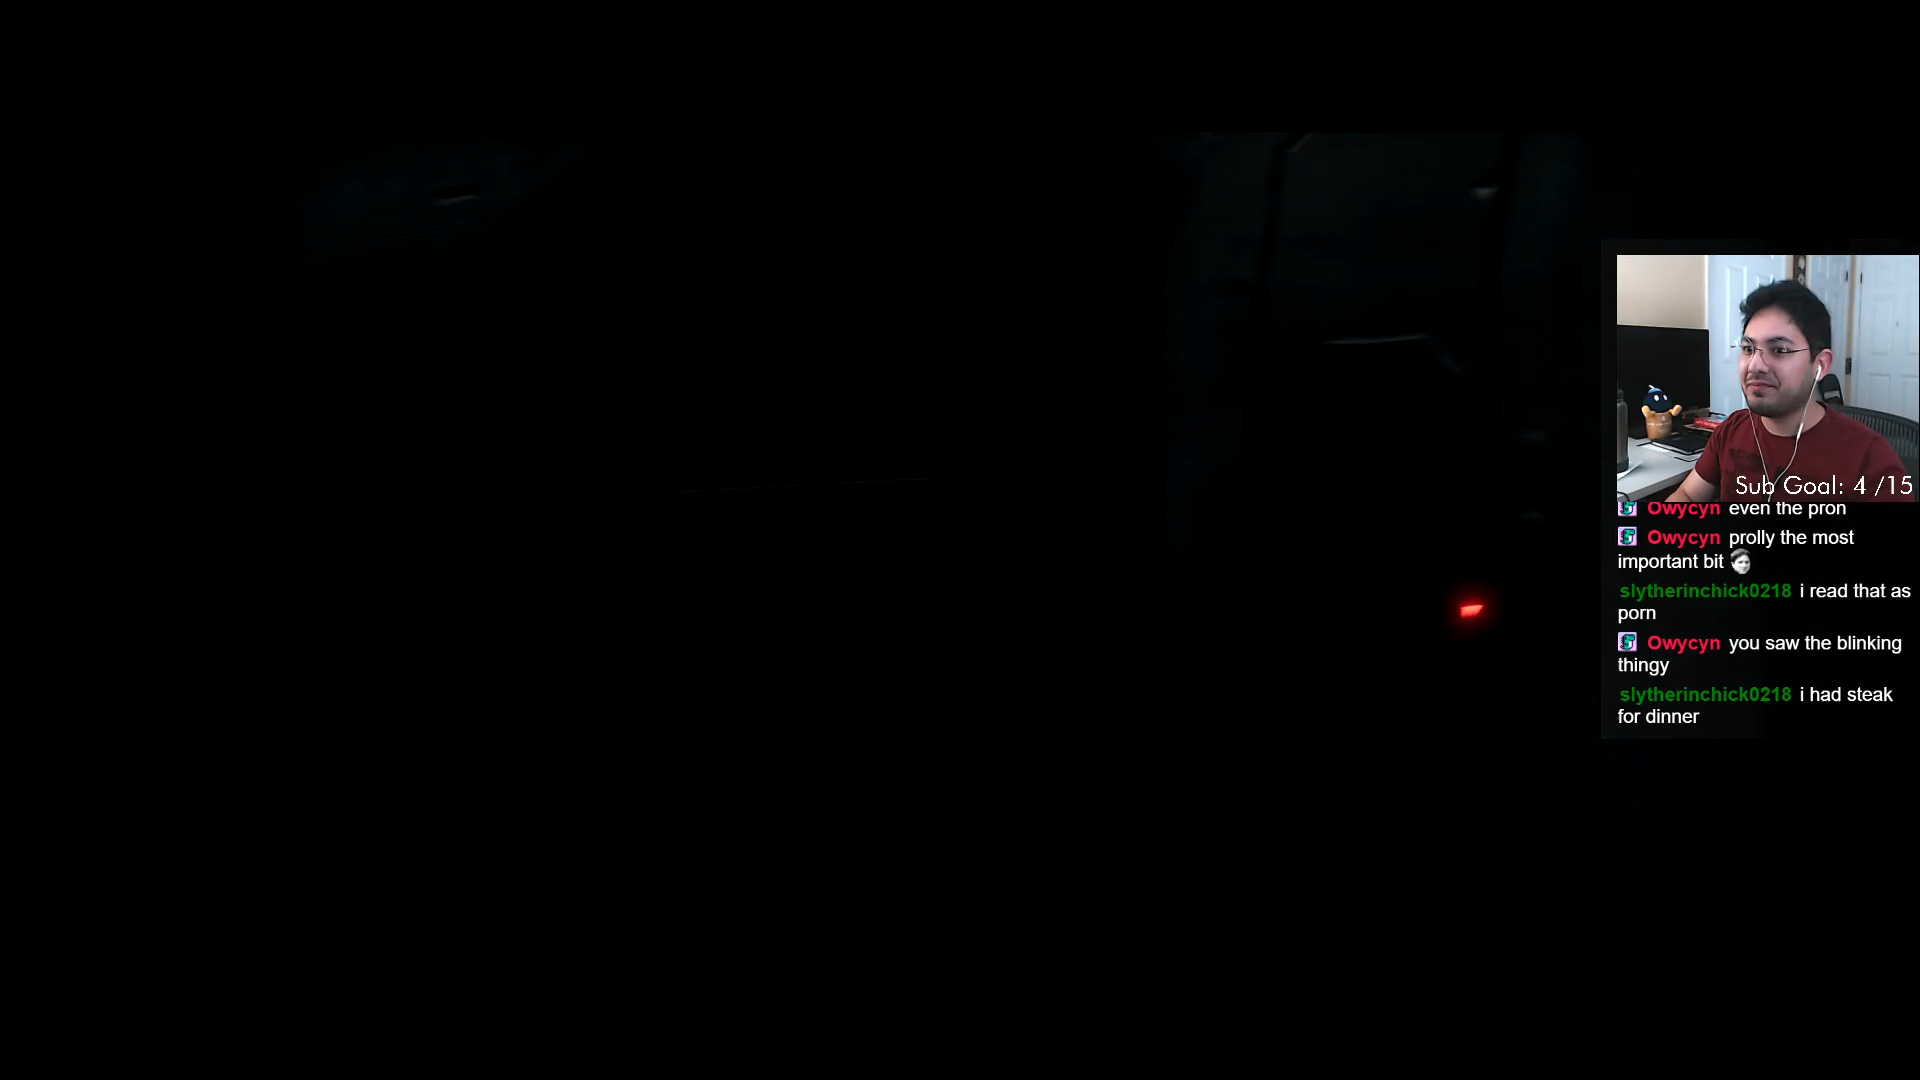 Sub Goal: 4 /15
Owycyn even the pron
Owycyn prolly the most
important bit
slytherinchick0218 i read that as
porn
Owycyn you saw the blinking
thingy
slytherinchick0218 i had steak
for dinner